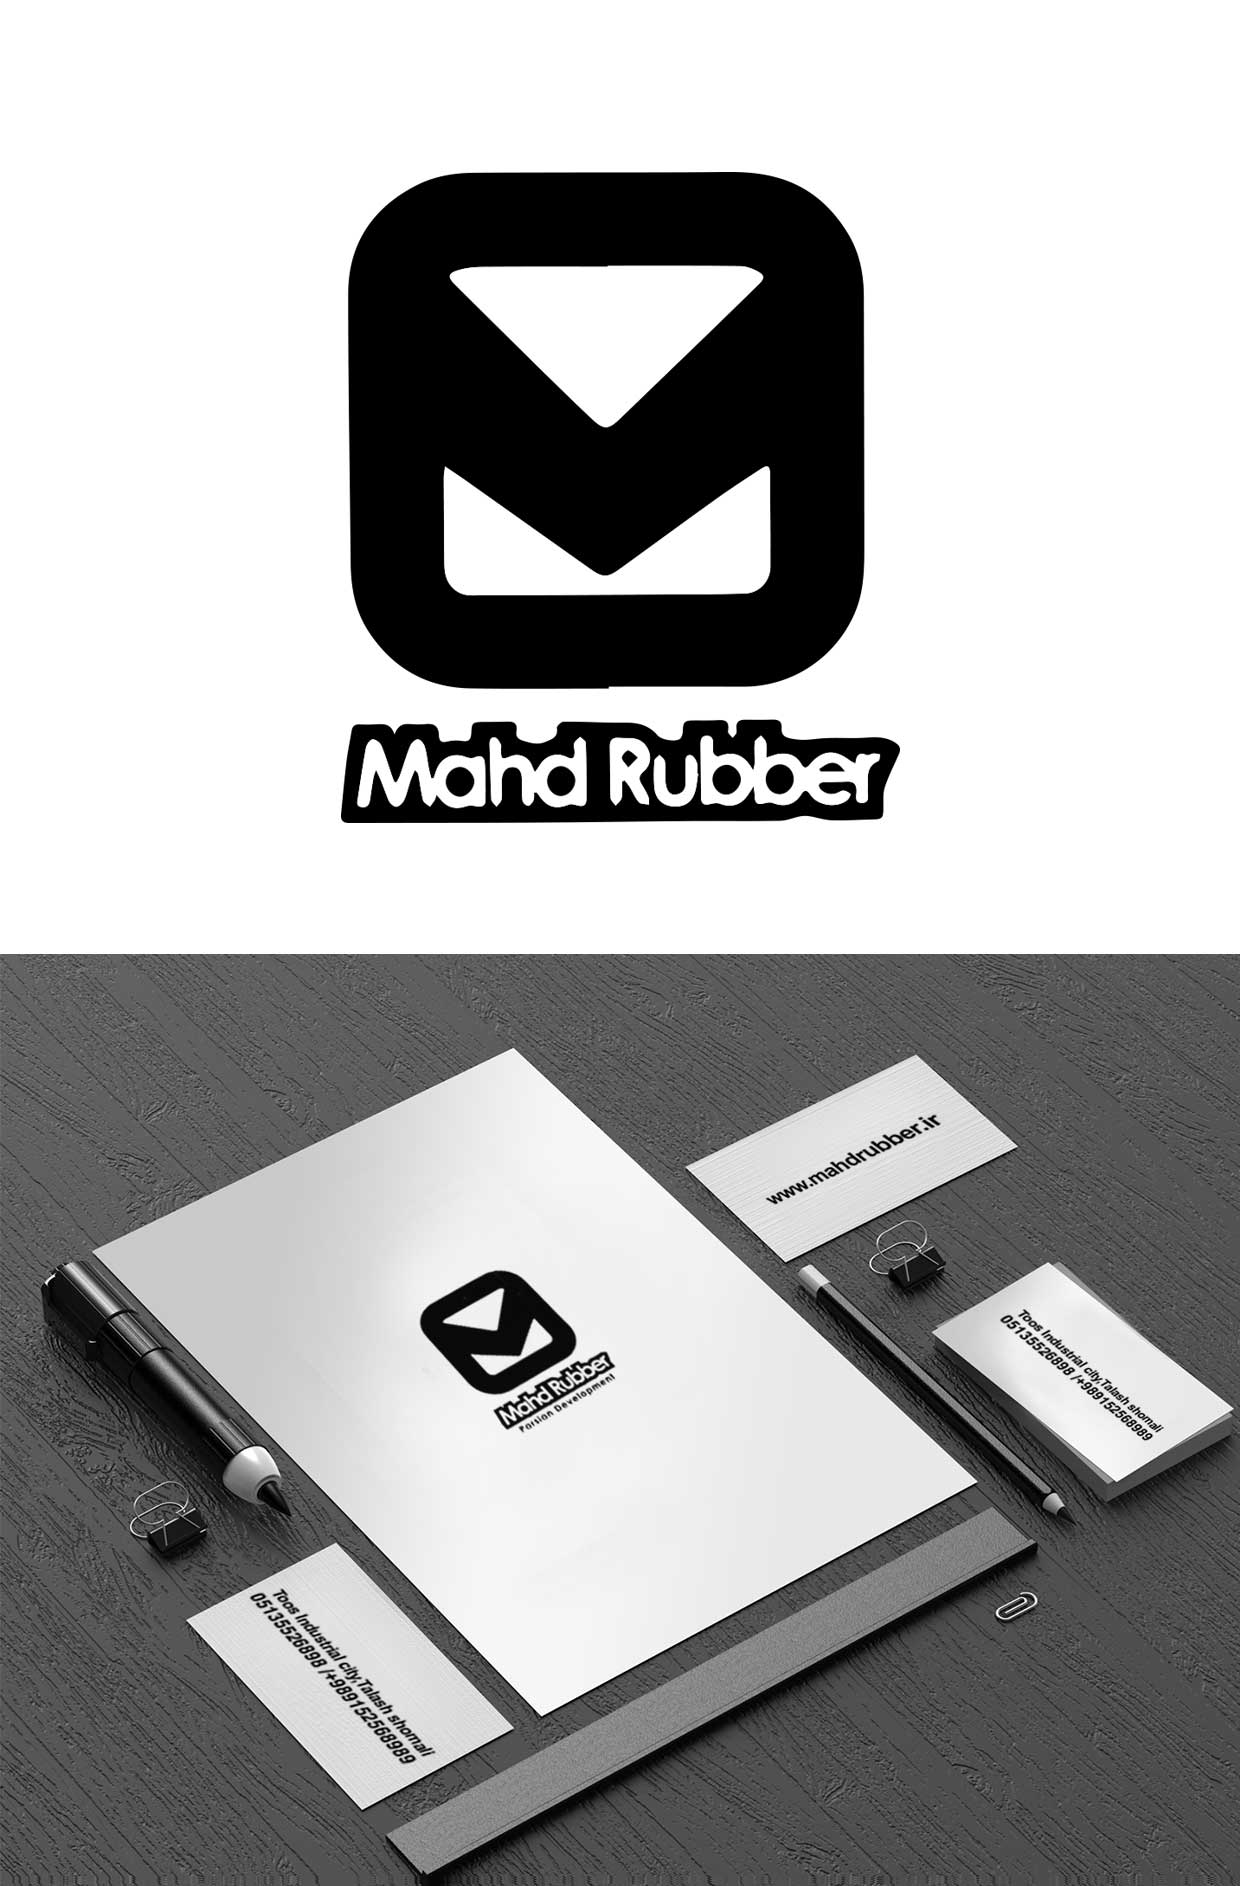 Mahd Rubber
www.mahdrubber.ir
Toos Industrial city,Talash shomali
05135526898 /+989152568989
Mahd Rubber
Parsian Development
Toos Industrial city,Talash shomali
05135526898 /+989152568989